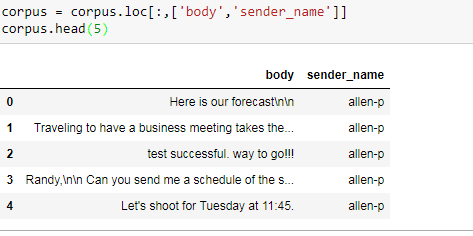 corpus = corpus.loc[:,['body','sender_name']]
corpus.head(5)
body sender_name
0 Here is our forecast\n\n allen-p
1 Traveling to have a business meeting takes the... allen-p
2 test successful. way to go!!! allen-p
3 Randy,\n\n Can you send me a schedule of the s... allen-p
4 Let's shoot for Tuesday at 11:45. allen-p